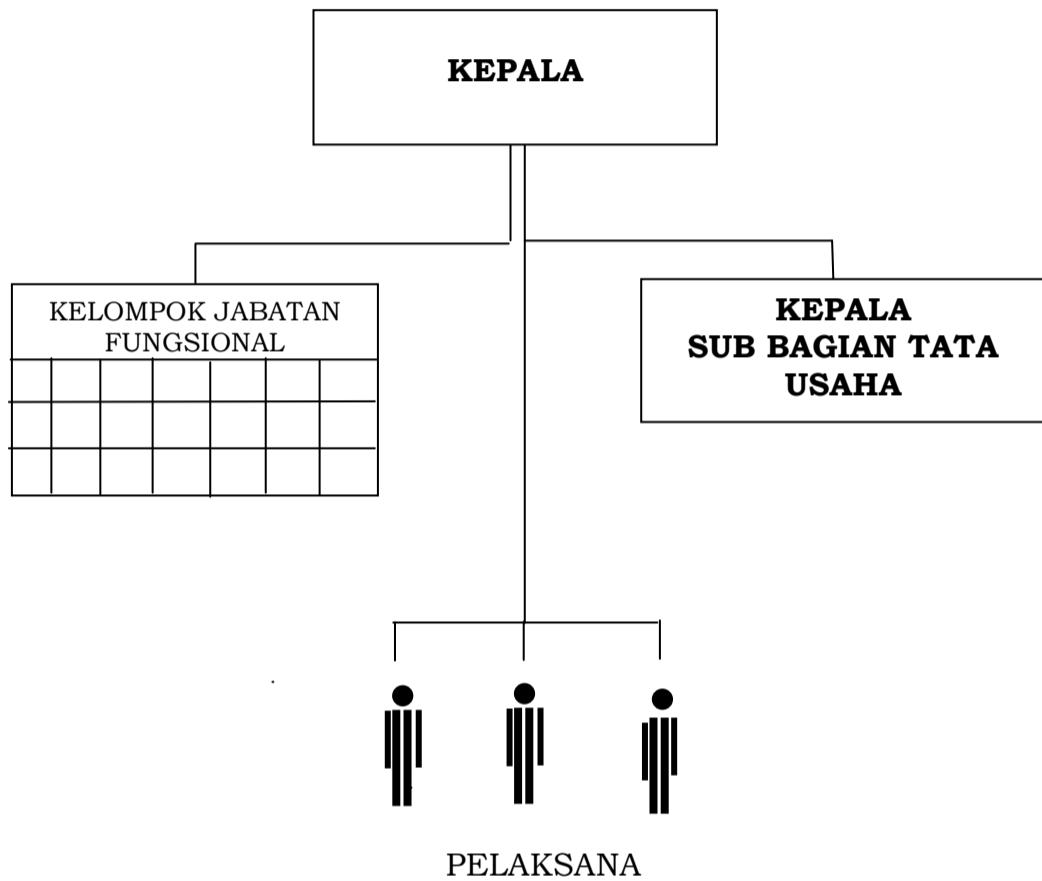 KEPALA
KELOMPOK JABATAN
FUNGSIONAL
KEPALA
SUB BAGIAN TATA
USAHA
PELAKSANA